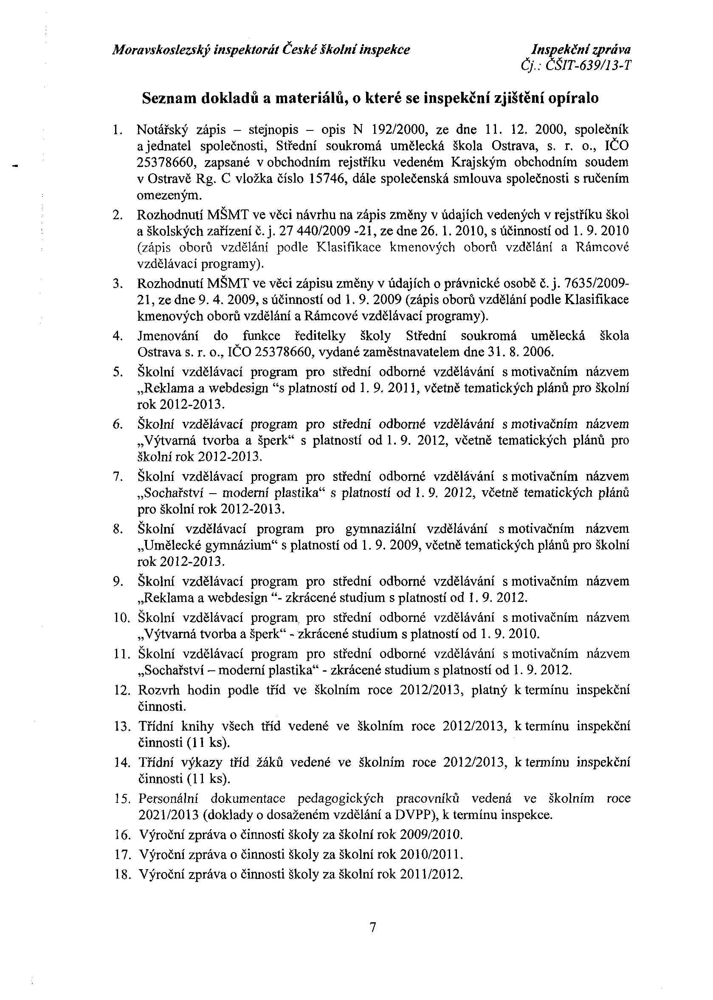 Moravskoslezský inspektorát České školní inspekce
Inspekční zpráva
Čj.: ČŠIT-639/13-T
Seznam dokladů a materiálů, o které se inspekční zjištění opíralo
1. Notářský zápis – stejnopis – opis N 192/2000, ze dne 11. 12. 2000, společník
a jednatel společnosti, Střední soukromá umělecká škola Ostrava, s. r. o., IČO
25378660, zapsané v obchodním rejstříku vedeném Krajským obchodním soudem
v Ostravě Rg. C vložka číslo 15746, dále společenská smlouva společnosti s ručením
omezeným.
2. Rozhodnutí MŠMT ve věci návrhu na zápis změny v údajích vedených v rejstříku škol
a školských zařízení č. j. 27 440/2009 -21, ze dne 26. 1. 2010, s účinností od 1. 9. 2010
(zápis oborů vzdělání podle Klasifikace kmenových oborů vzdělání a Rámcové
vzdělávací programy).
3. Rozhodnutí MŠMT ve věci zápisu změny v údajích o právnické osobě č. j. 7635/2009-
21, ze dne 9. 4. 2009, s účinností od 1. 9. 2009 (zápis oborů vzdělání podle Klasifikace
kmenových oborů vzdělání a Rámcové vzdělávací programy).
4. Jmenování do funkce ředitelky školy Střední soukromá umělecká škola
Ostrava s. r. o., IČO 25378660, vydané zaměstnavatelem dne 31. 8. 2006.
5. Školní vzdělávací program pro střední odborné vzdělávání s motivačním názvem
„Reklama a webdesign “s platností od 1. 9. 2011, včetně tematických plánů pro školní
rok 2012-2013.
6. Školní vzdělávací program pro střední odborné vzdělávání s motivačním názvem
„Výtvarná tvorba a šperk“ s platností od 1. 9. 2012, včetně tematických plánů pro
školní rok 2012-2013.
7. Školní vzdělávací program pro střední odborné vzdělávání s motivačním názvem
„Sochařství – moderní plastika“ s platností od 1. 9. 2012, včetně tematických plánů
pro školní rok 2012-2013.
8. Školní vzdělávací program pro gymnaziální vzdělávání s motivačním názvem
„Umělecké gymnázium“ s platností od 1. 9. 2009, včetně tematických plánů pro školní
rok 2012-2013.
9. Školní vzdělávací program pro střední odborné vzdělávání s motivačním názvem
„Reklama a webdesign “- zkrácené studium s platností od 1. 9. 2012.
10. Školní vzdělávací program pro střední odborné vzdělávání s motivačním názvem
„Výtvarná tvorba a šperk“ - zkrácené studium s platností od 1. 9. 2010.
11. Školní vzdělávací program pro střední odborné vzdělávání s motivačním názvem
„Sochařství – moderní plastika“ - zkrácené studium s platností od 1. 9. 2012.
12. Rozvrh hodin podle tříd ve školním roce 2012/2013, platný k termínu inspekční
činnosti.
13. Třídní knihy všech tříd vedené ve školním roce 2012/2013, k termínu inspekční
činnosti (11 ks).
14. Třídní výkazy tříd žáků vedené ve školním roce 2012/2013, k termínu inspekční
činnosti (11 ks).
15. Personální dokumentace pedagogických pracovníků vedená ve školním roce
2021/2013 (doklady o dosaženém vzdělání a DVPP), k termínu inspekce.
16. Výroční zpráva o činnosti školy za školní rok 2009/2010.
17. Výroční zpráva o činnosti školy za školní rok 2010/2011.
18. Výroční zpráva o činnosti školy za školní rok 2011/2012.
7